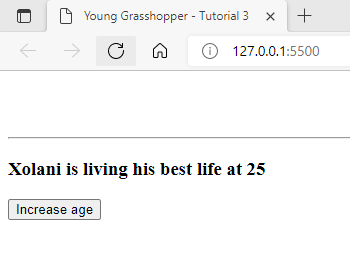 Young Grasshopper - Tutorial 3
127.0.0.1:5500
Xolani is living his best life at 25
Increase age